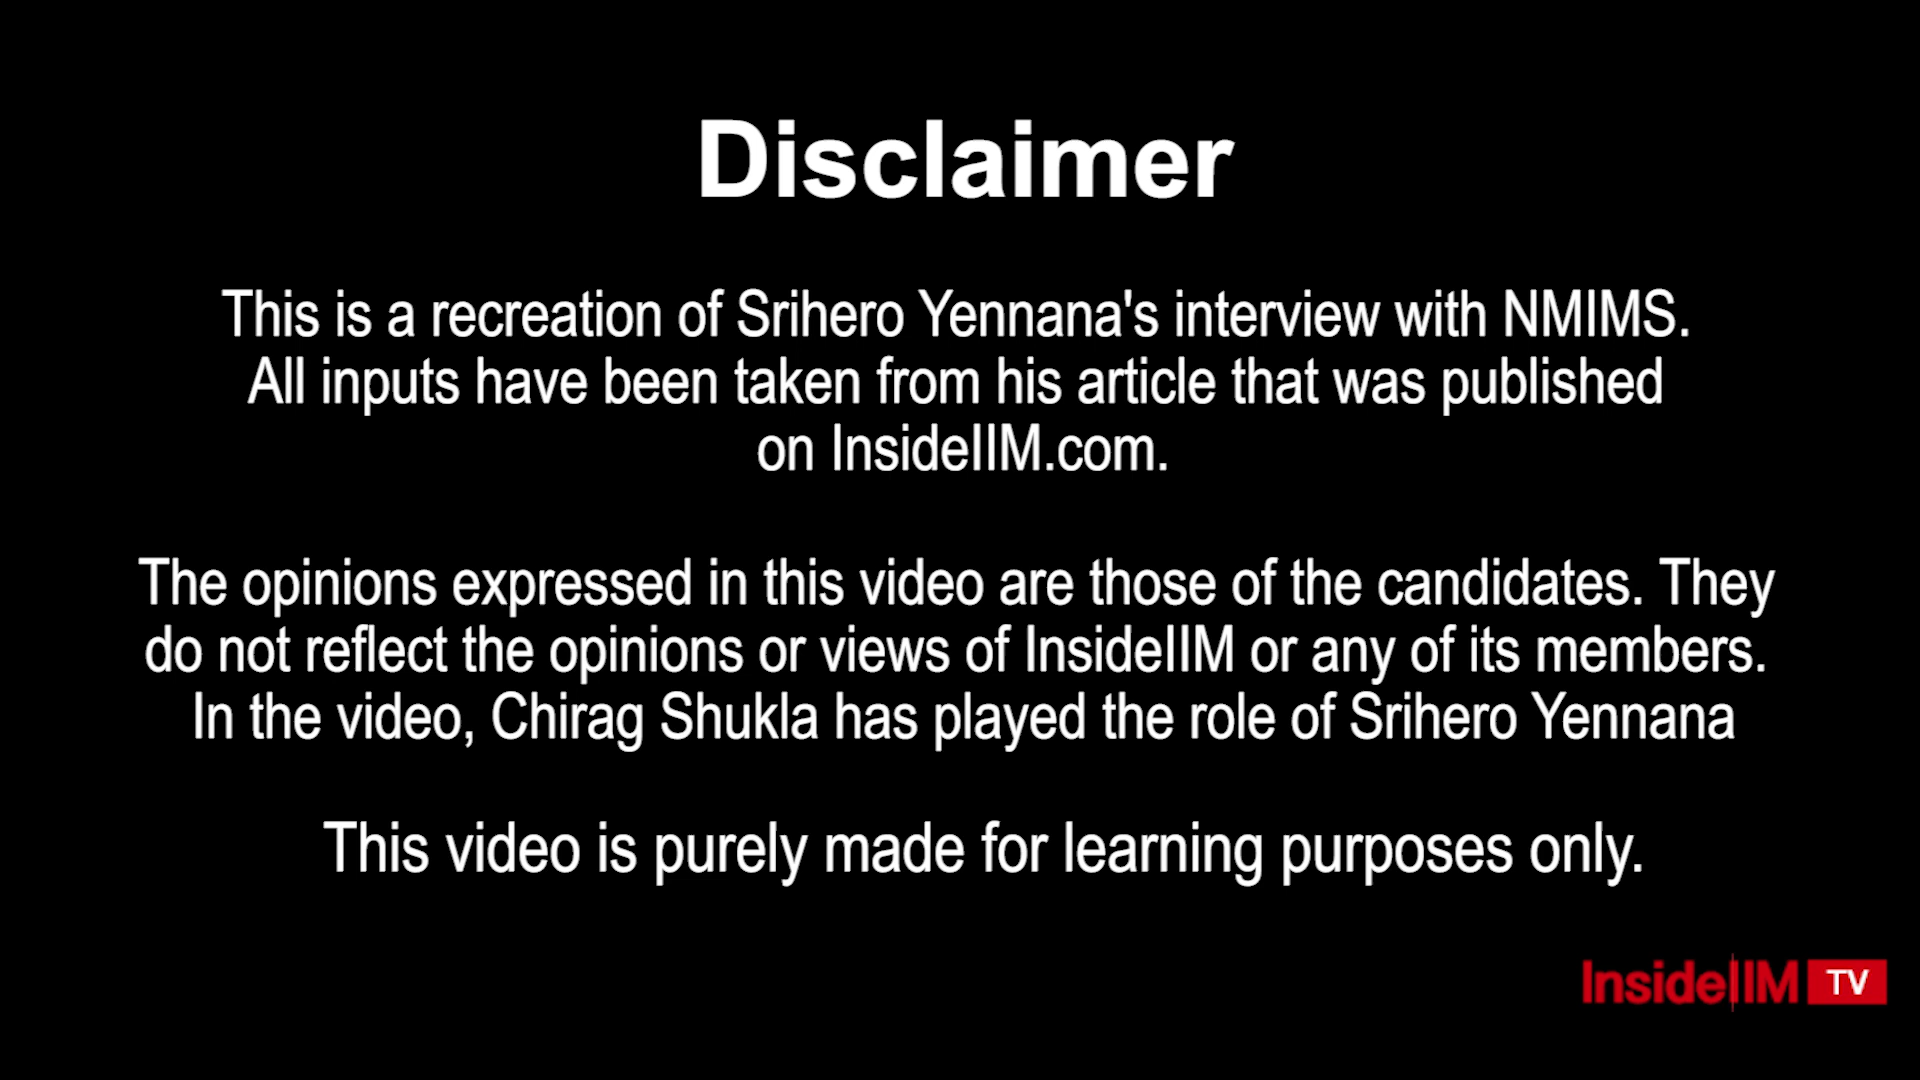 Disclaimer
This is a recreation of Srihero Yennana's interview with NMIMS.
All inputs have been taken from his article that was published
on InsideIIM.com.
The opinions expressed in this video are those of the candidates. They
do not reflect the opinions or views of InsideIIM or any of its members.
In the video, Chirag Shukla has played the role of Srihero Yennana
This video is purely made for learning purposes only.
InsideIIM TV